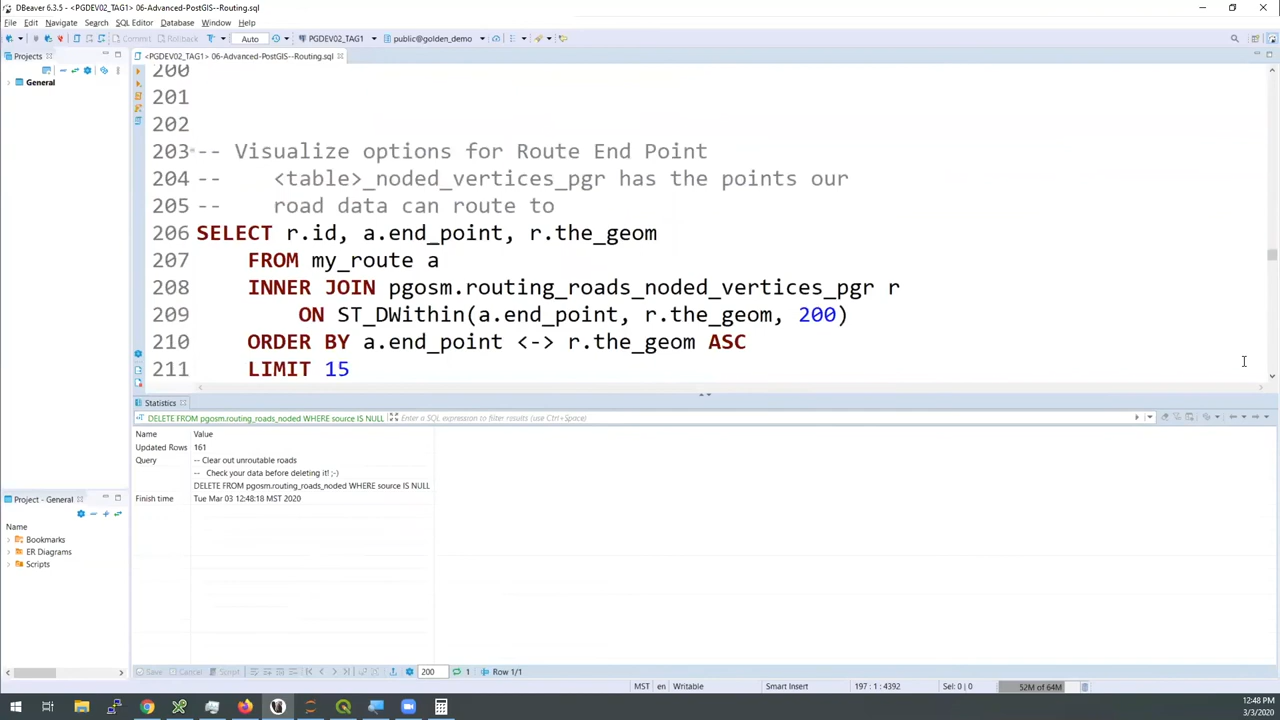 DBeaver 6.3.5 - <PGDEV02_TAG1> 06-Advanced-PostGIS--Routing.sql
File Edit Navigate Search SQL Editor Database Window Help
Commit Rollback Auto PGDEV02_TAG1 public@golden_demo
Projects
<PGDEV02_TAG1> 06-Advanced-PostGIS--Routing.sql
General
200
201
202
203 -- Visualize options for Route End Point
204 -- <table>_noded_vertices_pgr has the points our
205 -- road data can route to
206 SELECT r.id, a.end_point, r.the_geom
207 FROM my_route a
208 INNER JOIN pgosm.routing_roads_noded_vertices_pgr r
209 ON ST_DWithin(a.end_point, r.the_geom, 200)
210 ORDER BY a.end_point <-> r.the_geom ASC
211 LIMIT 15
Statistics
DELETE FROM pgosm.routing_roads_noded WHERE source IS NULL Enter a SQL expression to filter results (use Ctrl+Space)
Name Value
Updated Rows 161
Query -- Clear out unroutable roads
-- Check your data before deleting it! ;-)
DELETE FROM pgosm.routing_roads_noded WHERE source IS NULL
Finish time Tue Mar 03 12:48:18 MST 2020
Project - General
Name
Bookmarks
ER Diagrams
Scripts
Save Cancel Script 200 1 Row 1/1
MST en Writable Smart Insert 197 : 1 : 4392 Sel: 0 | 0 52M of 64M
12:48 PM
3/3/2020